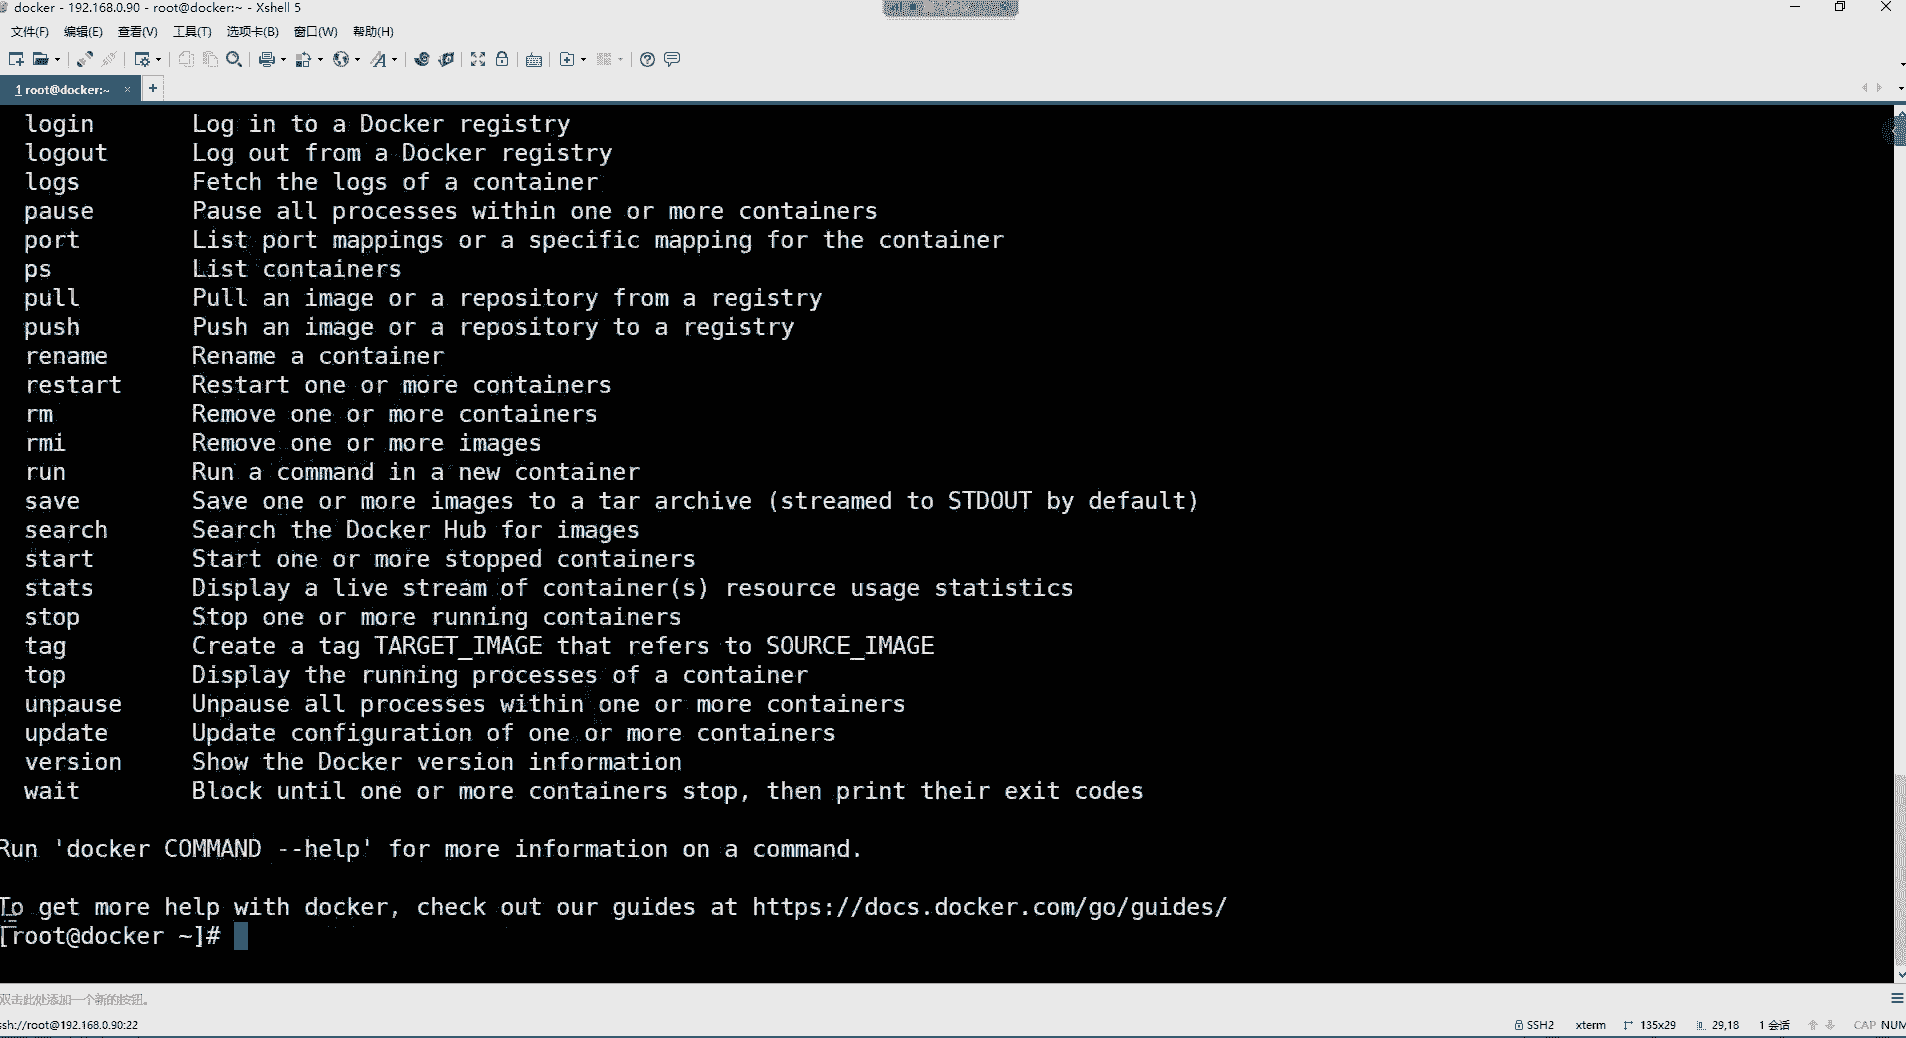 docker - 192.168.0.90 - root@docker:~ - Xshell 5
文件(F) 编辑(E) 查看(V) 工具(T) 选项卡(B) 窗口(W) 帮助(H)
1 root@docker:~
login Log in to a Docker registry
logout Log out from a Docker registry
logs Fetch the logs of a container
pause Pause all processes within one or more containers
port List port mappings or a specific mapping for the container
ps List containers
pull Pull an image or a repository from a registry
push Push an image or a repository to a registry
rename Rename a container
restart Restart one or more containers
rm Remove one or more containers
rmi Remove one or more images
run Run a command in a new container
save Save one or more images to a tar archive (streamed to STDOUT by default)
search Search the Docker Hub for images
start Start one or more stopped containers
stats Display a live stream of container(s) resource usage statistics
stop Stop one or more running containers
tag Create a tag TARGET_IMAGE that refers to SOURCE_IMAGE
top Display the running processes of a container
unpause Unpause all processes within one or more containers
update Update configuration of one or more containers
version Show the Docker version information
wait Block until one or more containers stop, then print their exit codes
Run 'docker COMMAND --help' for more information on a command.
To get more help with docker, check out our guides at https://docs.docker.com/go/guides/
[root@docker ~]#
双击此处添加一个新的按钮。
ssh://root@192.168.0.90:22 SSH2 xterm 135x29 29,18 1 会话 CAP NUM